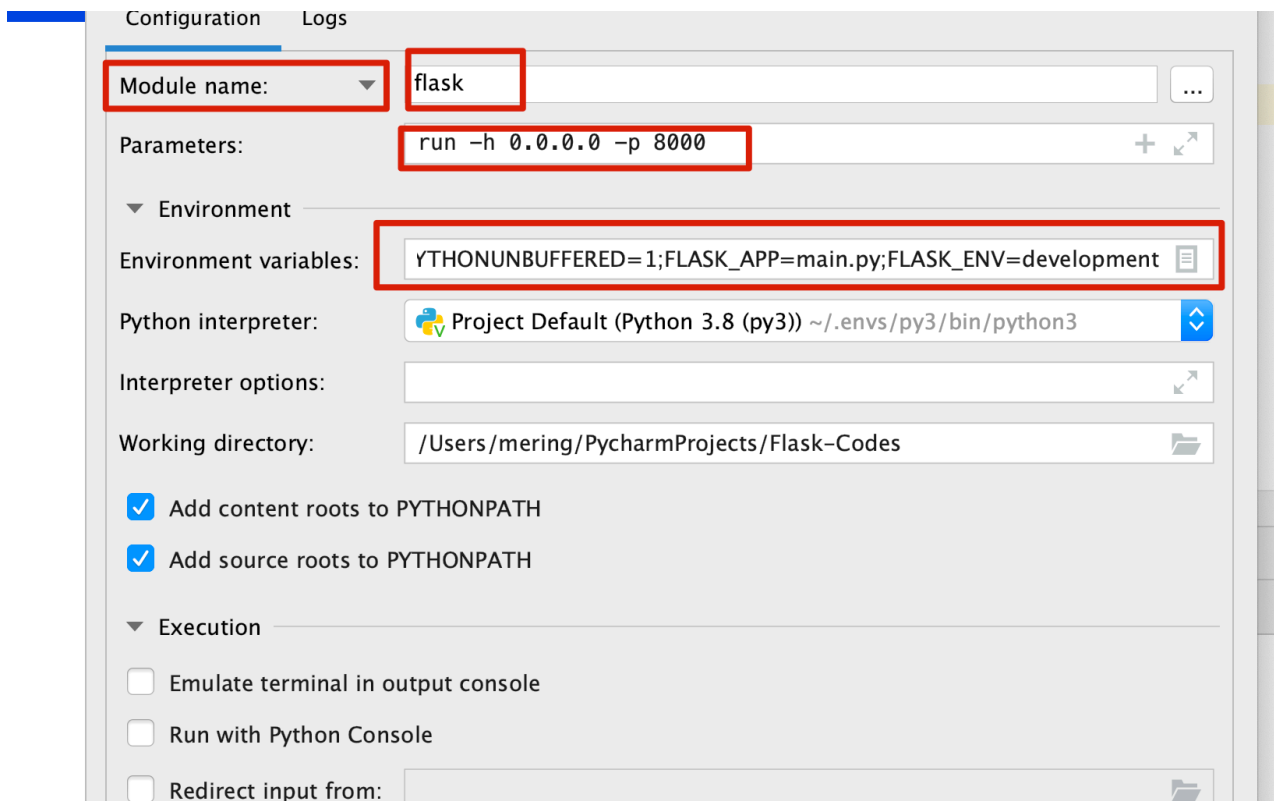 Configuration Logs
Module name: flask ...
Parameters: run -h 0.0.0.0 -p 8000
Environment
Environment variables: YTHONUNBUFFERED=1;FLASK_APP=main.py;FLASK_ENV=development
Python interpreter: Project Default (Python 3.8 (py3)) ~/.envs/py3/bin/python3
Interpreter options:
Working directory: /Users/mering/PycharmProjects/Flask-Codes
Add content roots to PYTHONPATH
Add source roots to PYTHONPATH
Execution
Emulate terminal in output console
Run with Python Console
Redirect input from: